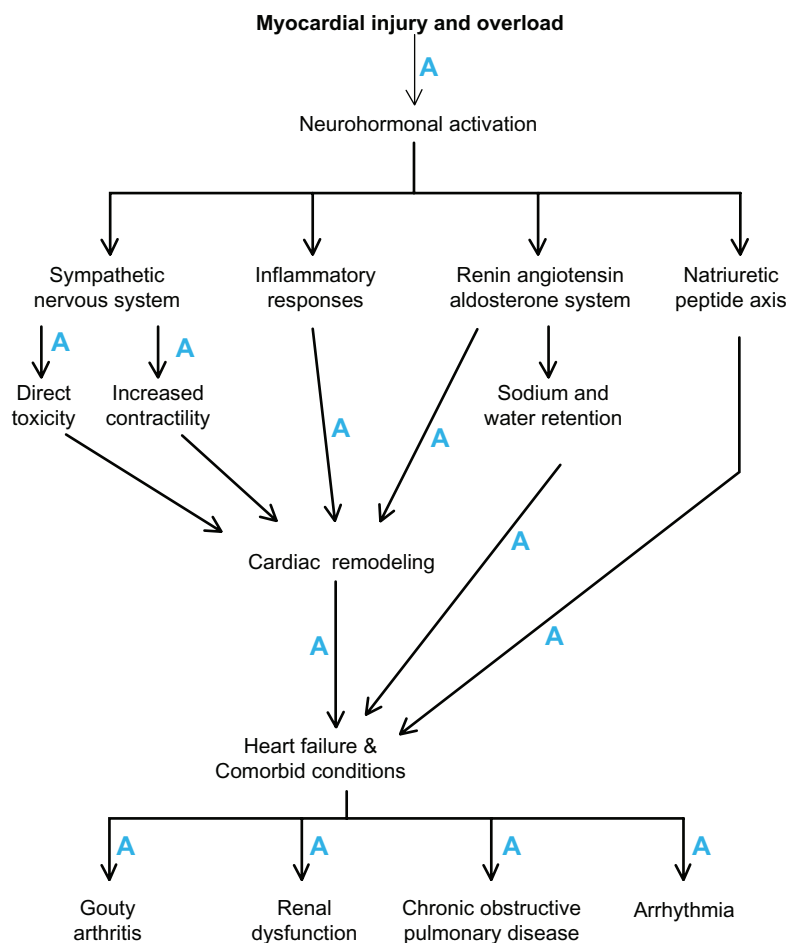 Myocardial injury and overload
A
Neurohormonal activation
Sympathetic
nervous system
Inflammatory
responses
Renin angiotensin
aldosterone system
Natriuretic
peptide axis
A
A
Direct
toxicity
Increased
contractility
Sodium and
water retention
A
A
A
Cardiac remodeling
A
A
Heart failure &
Comorbid conditions
A
A
A
A
Gouty
arthritis
Renal
dysfunction
Chronic obstructive
pulmonary disease
Arrhythmia